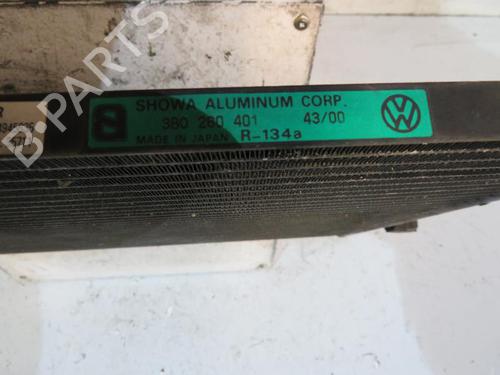 B-PARTS
SHOWA ALUMINUM CORP.
3B0 260 401 43/00
MADE IN JAPAN R-134a